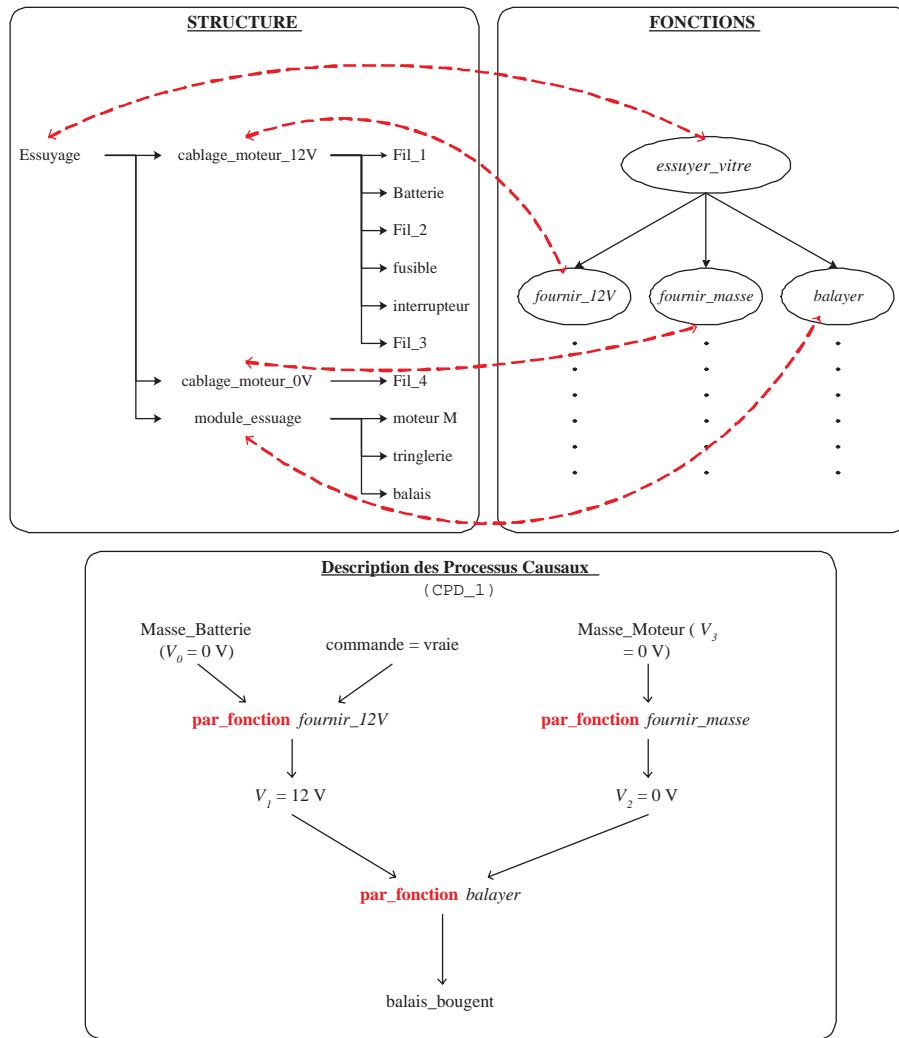 STRUCTURE
Essuyage
cablage_moteur_12V
Fil_1
Batterie
Fil_2
fusible
interrupteur
Fil_3
cablage_moteur_0V
Fil_4
module_essuage
moteur M
tringlerie
balais
FONCTIONS
essuyer_vitre
fournir_12V
fournir_masse
balayer
Description des Processus Causaux
(CPD_1)
Masse_Batterie
(V0 = 0 V)
commande = vraie
Masse_Moteur ( V3
= 0 V)
par_fonction fournir_12V
par_fonction fournir_masse
V1 = 12 V
V2 = 0 V
par_fonction balayer
balais_bougent